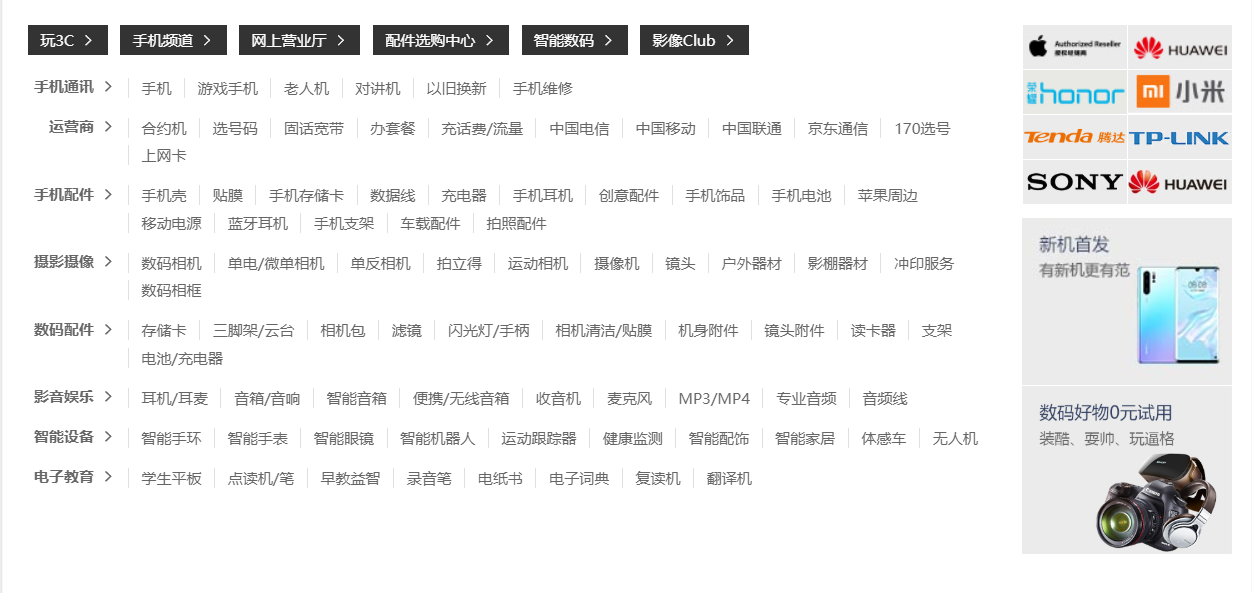 玩3C
手机频道
网上营业厅
配件选购中心
智能数码
影像Club
手机通讯 手机 游戏手机 老人机 对讲机 以旧换新 手机维修
运营商 合约机 选号码 固话宽带 办套餐 充话费/流量 中国电信 中国移动 中国联通 京东通信 170选号
上网卡
手机配件 手机壳 贴膜 手机存储卡 数据线 充电器 手机耳机 创意配件 手机饰品 手机电池 苹果周边
移动电源 蓝牙耳机 手机支架 车载配件 拍照配件
摄影摄像 数码相机 单电/微单相机 单反相机 拍立得 运动相机 摄像机 镜头 户外器材 影棚器材 冲印服务
数码相框
数码配件 存储卡 三脚架/云台 相机包 滤镜 闪光灯/手柄 相机清洁/贴膜 机身附件 镜头附件 读卡器 支架
电池/充电器
影音娱乐 耳机/耳麦 音箱/音响 智能音箱 便携/无线音箱 收音机 麦克风 MP3/MP4 专业音频 音频线
智能设备 智能手环 智能手表 智能眼镜 智能机器人 运动跟踪器 健康监测 智能配饰 智能家居 体感车 无人机
电子教育 学生平板 点读机/笔 早教益智 录音笔 电纸书 电子词典 复读机 翻译机
Authorized Reseller
授权经销商
HUAWEI
荣耀 honor
MI 小米
Tenda 腾达
TP-LINK
SONY
HUAWEI
新机首发
有新机更有范
08:08
数码好物0元试用
装酷、耍帅、玩逼格
Canon